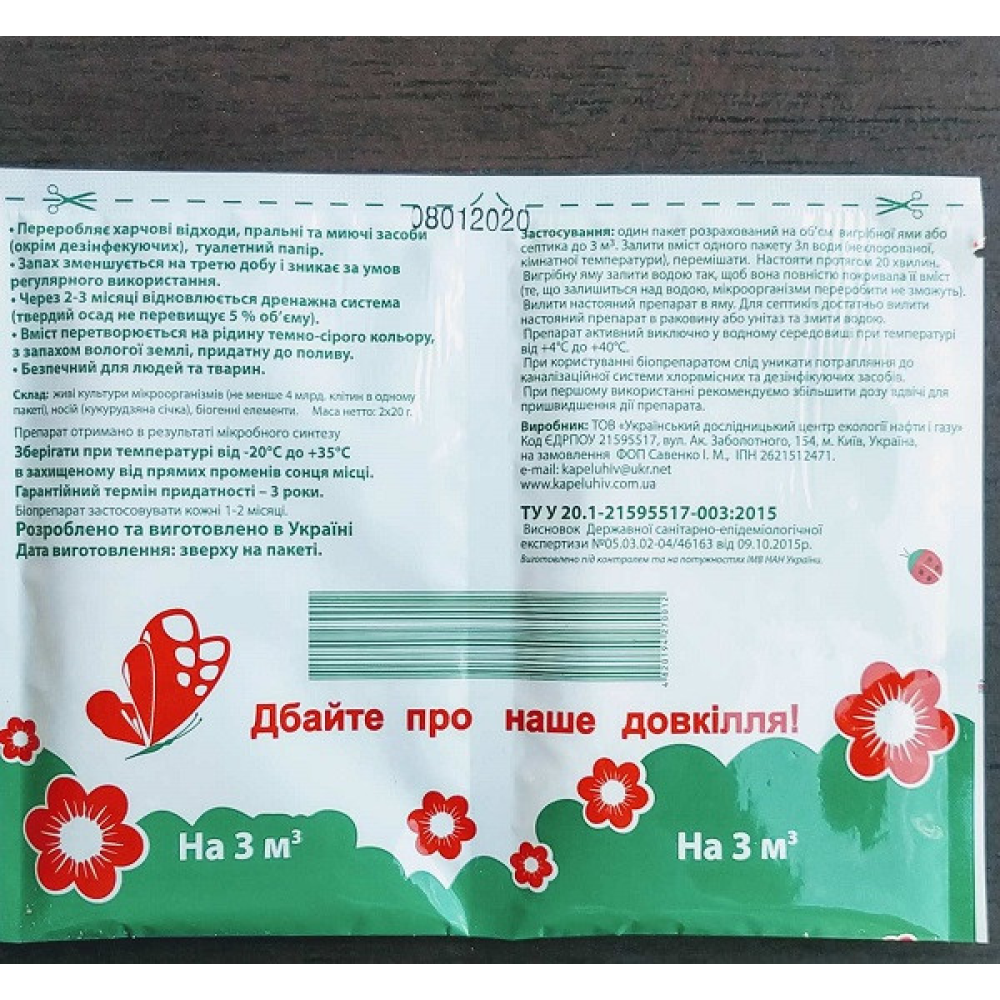 08012020
• Переробляє харчові відходи, пральні та миючі засоби
(окрім дезінфекуючих), туалетний папір.
• Запах зменшується на третю добу і зникає за умов
регулярного використання.
• Через 2-3 місяці відновлюється дренажна система
(твердий осад не перевищує 5 % об’єму).
• Вміст перетворюється на рідину темно-сірого кольору,
з запахом вологої землі, придатну до поливу.
• Безпечний для людей та тварин.
Склад: живі культури мікроорганізмів (не менше 4 млрд. клітин в одному
пакеті), носій (кукурудзяна січка), біогенні елементи. Маса нетто: 2х20 г.
Препарат отримано в результаті мікробного синтезу
Зберігати при температурі від -20°С до +35°С
в захищеному від прямих променів сонця місці.
Гарантійний термін придатності – 3 роки.
Біопрепарат застосовувати кожні 1-2 місяці.
Розроблено та виготовлено в Україні
Дата виготовлення: зверху на пакеті.
Застосування: один пакет розрахований на об’єм вигрібної ями або
септика до 3 м³. Залити вміст одного пакету 3л води (не хлорованої,
кімнатної температури), перемішати. Настояти протягом 20 хвилин.
Вигрібну яму залити водою так, щоб вона повністю покривала її вміст
(те, що залишиться над водою, мікроорганізми переробити не зможуть).
Вилити настояний препарат в яму. Для септиків достатньо вилити
настояний препарат в раковину або унітаз та змити водою.
Препарат активний виключно у водному середовищі при температурі
від +4°С до +40°С.
При користуванні біопрепаратом слід уникати потрапляння до
каналізаційної системи хлорвмісних та дезінфікуючих засобів.
При першому використанні рекомендуємо збільшити дозу вдвічі для
пришвидшення дії препарата.
Виробник: ТОВ «Український дослідницький центр екології нафти і газу»
Код ЄДРПОУ 21595517, вул. Ак. Заболотного, 154, м. Київ, Україна,
на замовлення ФОП Савенко І. М., ІПН 2621512471.
e-mail: kapeluhiv@ukr.net
www.kapeluhiv.com.ua
ТУ У 20.1-21595517-003:2015
Висновок Державної санітарно-епідеміологічної
експертизи №05.03.02-04/46163 від 09.10.2015р.
Виготовлено під контролем та на потужностях ІМВ НАН України.
Дбайте про наше довкілля!
На 3 м³
На 3 м³